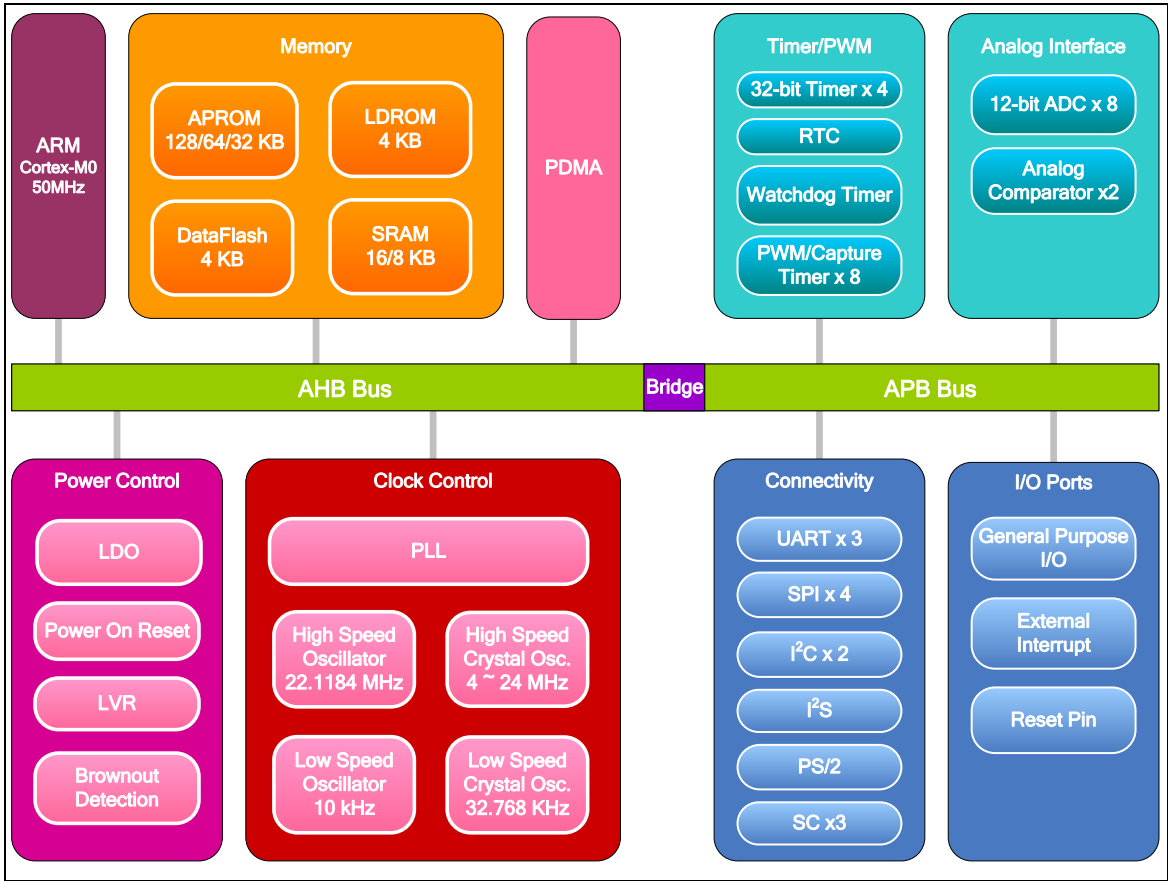 ARM
Cortex-M0
50MHz
Memory
APROM
128/64/32 KB
LDROM
4 KB
DataFlash
4 KB
SRAM
16/8 KB
PDMA
Timer/PWM
32-bit Timer x 4
RTC
Watchdog Timer
PWM/Capture
Timer x 8
Analog Interface
12-bit ADC x 8
Analog
Comparator x2
AHB Bus
Bridge
APB Bus
Power Control
LDO
Power On Reset
LVR
Brownout
Detection
Clock Control
PLL
High Speed
Oscillator
22.1184 MHz
High Speed
Crystal Osc.
4 ~ 24 MHz
Low Speed
Oscillator
10 kHz
Low Speed
Crystal Osc.
32.768 KHz
Connectivity
UART x 3
SPI x 4
I²C x 2
I²S
PS/2
SC x3
I/O Ports
General Purpose
I/O
External
Interrupt
Reset Pin